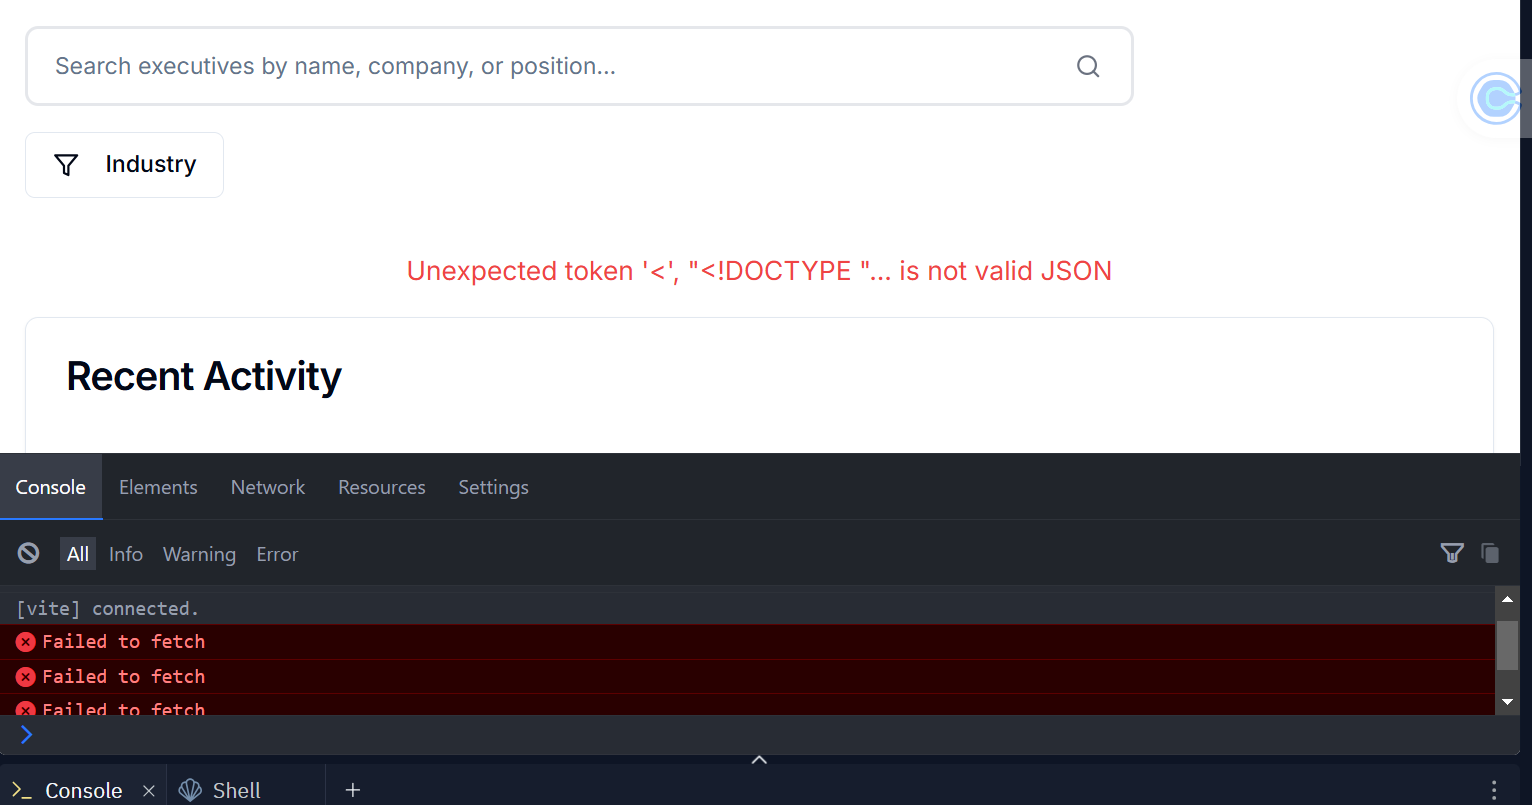 Search executives by name, company, or position...
Industry
Unexpected token '<', "<!DOCTYPE "... is not valid JSON
Recent Activity
Console Elements Network Resources Settings
All Info Warning Error
[vite] connected.
Failed to fetch
Failed to fetch
Failed to fetch
Console Shell